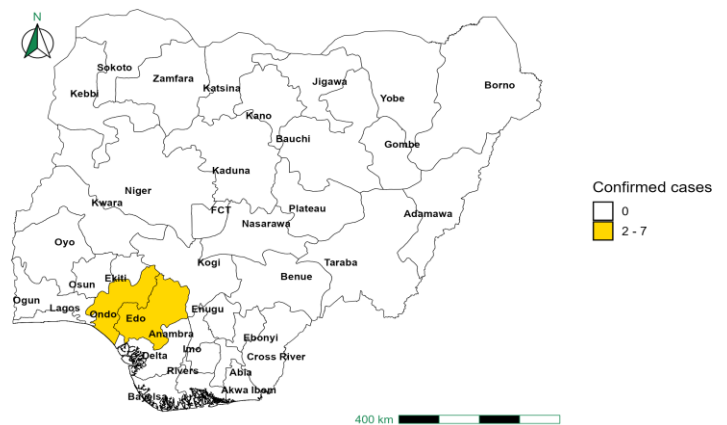 N
Sokoto
Zamfara
Katsina
Jigawa
Kebbi
Yobe
Borno
Kano
Bauchi
Gombe
Kaduna
Niger
Kwara
FCT
Plateau
Nasarawa
Adamawa
Oyo
Kogi
Taraba
Benue
Osun
Ekiti
Ogun
Lagos
Ondo
Edo
Enugu
Anambra
Ebonyi
Delta
Imo
Cross River
Rivers
Abia
Bayelsa
Akwa Ibom
Confirmed cases
0
2 - 7
400 km